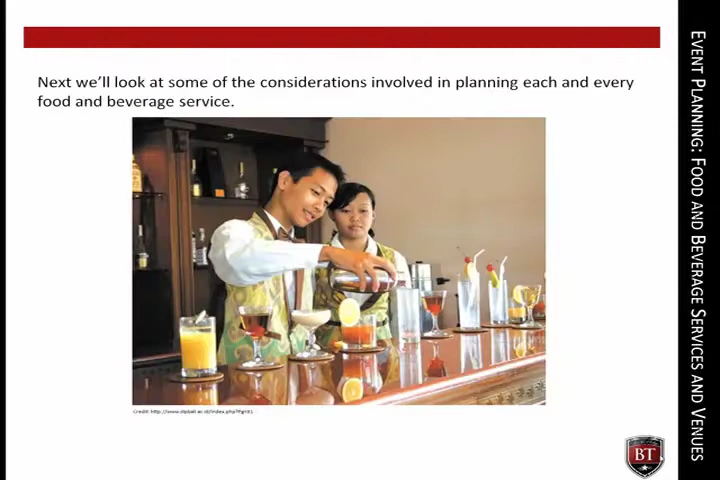 Next we'll look at some of the considerations involved in planning each and every
food and beverage service.
EVENT PLANNING: FOOD AND BEVERAGE SERVICES AND VENUES
BT